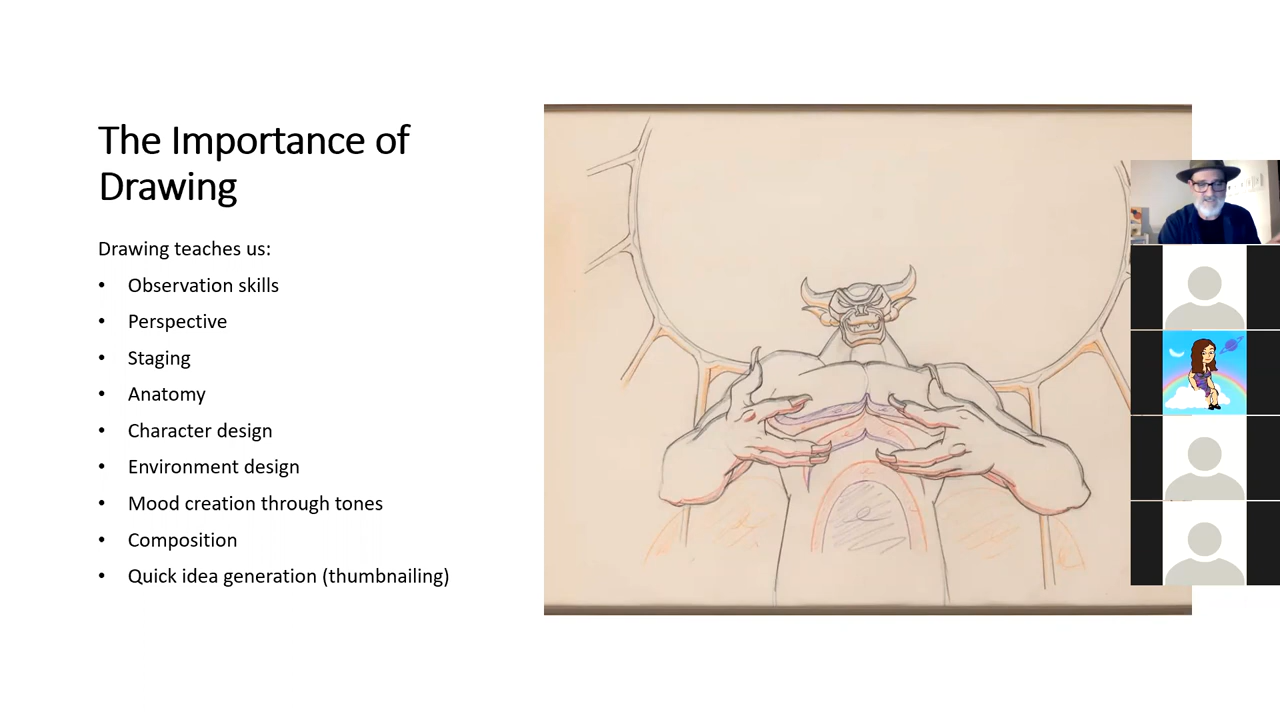 The Importance of
Drawing
Drawing teaches us:
• Observation skills
• Perspective
• Staging
• Anatomy
• Character design
• Environment design
• Mood creation through tones
• Composition
• Quick idea generation (thumbnailing)